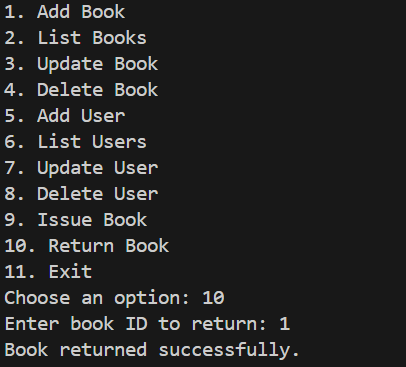 1. Add Book
2. List Books
3. Update Book
4. Delete Book
5. Add User
6. List Users
7. Update User
8. Delete User
9. Issue Book
10. Return Book
11. Exit
Choose an option: 10
Enter book ID to return: 1
Book returned successfully.